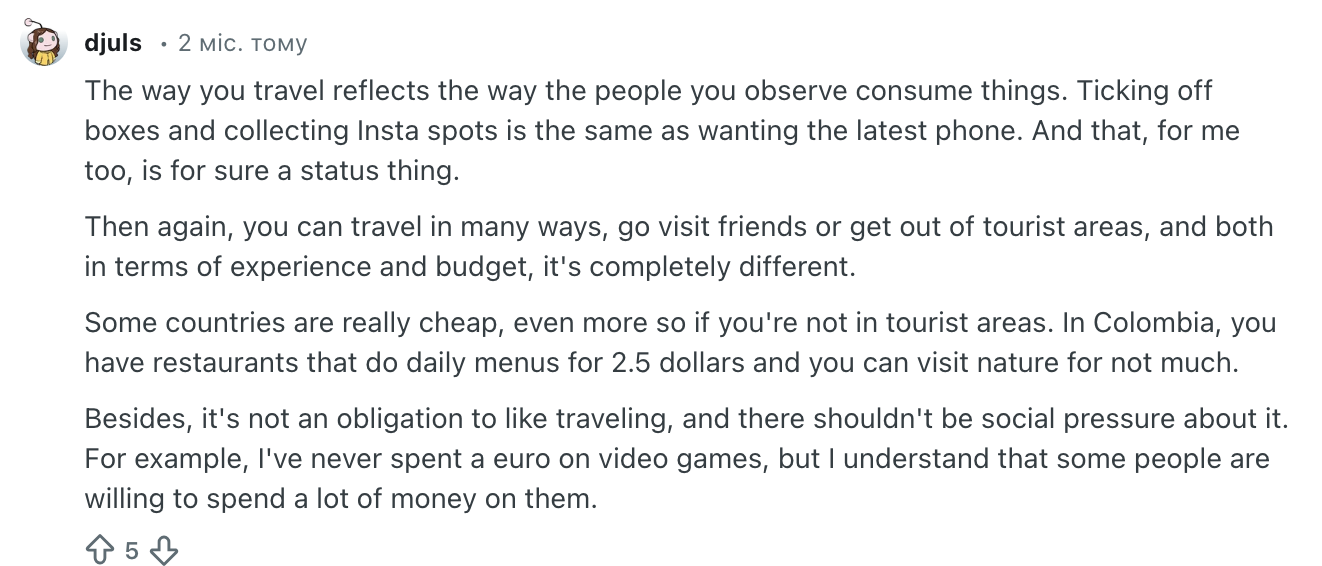 djuls • 2 міс. тому
The way you travel reflects the way the people you observe consume things. Ticking off
boxes and collecting Insta spots is the same as wanting the latest phone. And that, for me
too, is for sure a status thing.
Then again, you can travel in many ways, go visit friends or get out of tourist areas, and both
in terms of experience and budget, it's completely different.
Some countries are really cheap, even more so if you're not in tourist areas. In Colombia, you
have restaurants that do daily menus for 2.5 dollars and you can visit nature for not much.
Besides, it's not an obligation to like traveling, and there shouldn't be social pressure about it.
For example, I've never spent a euro on video games, but I understand that some people are
willing to spend a lot of money on them.
5